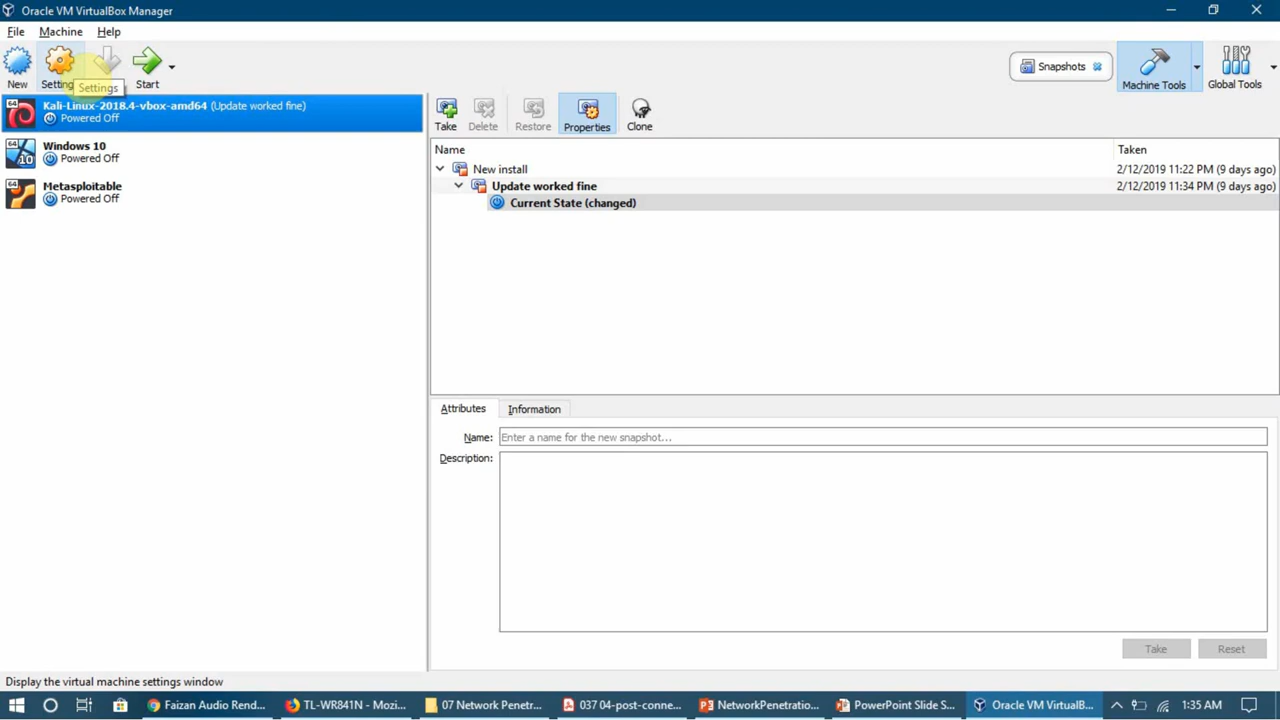 Oracle VM VirtualBox Manager
File Machine Help
New
Setting
Settings
Start
Snapshots
Machine Tools
Global Tools
64
Kali-Linux-2018.4-vbox-amd64 (Update worked fine)
Powered Off
64
10
Windows 10
Powered Off
64
Metasploitable
Powered Off
Take
Delete
Restore
Properties
Clone
Name Taken
New install 2/12/2019 11:22 PM (9 days ago)
Update worked fine 2/12/2019 11:34 PM (9 days ago)
Current State (changed)
Attributes Information
Name: Enter a name for the new snapshot...
Description:
Take Reset
Display the virtual machine settings window
Faizan Audio Rend... TL-WR841N - Mozi... 07 Network Penetr... 037 04-post-conne... NetworkPenetratio... PowerPoint Slide S... Oracle VM VirtualB... 1:35 AM